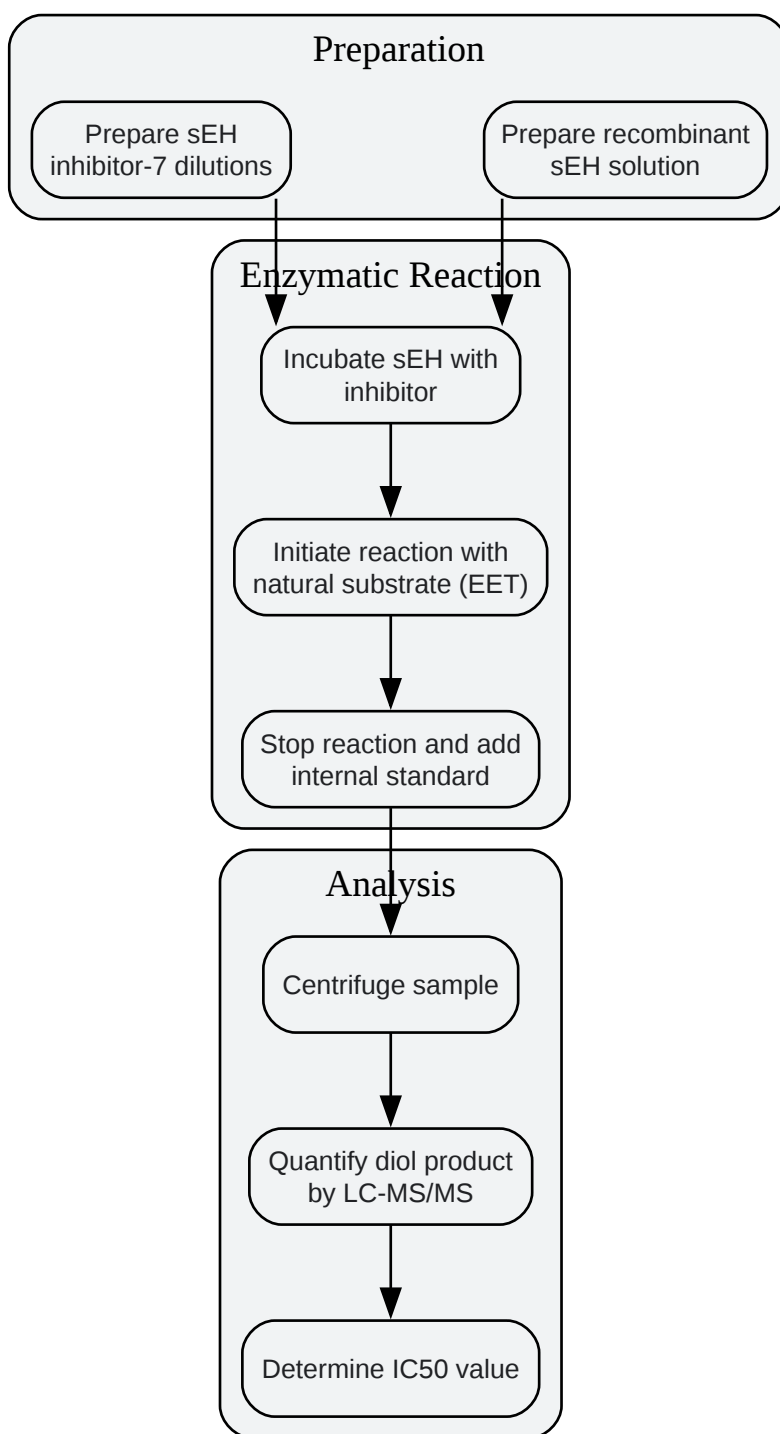 Preparation
Prepare sEH
inhibitor-7 dilutions
Prepare recombinant
sEH solution
Enzymatic Reaction
Incubate sEH with
inhibitor
Initiate reaction with
natural substrate (EET)
Stop reaction and add
internal standard
Analysis
Centrifuge sample
Quantify diol product
by LC-MS/MS
Determine IC50 value